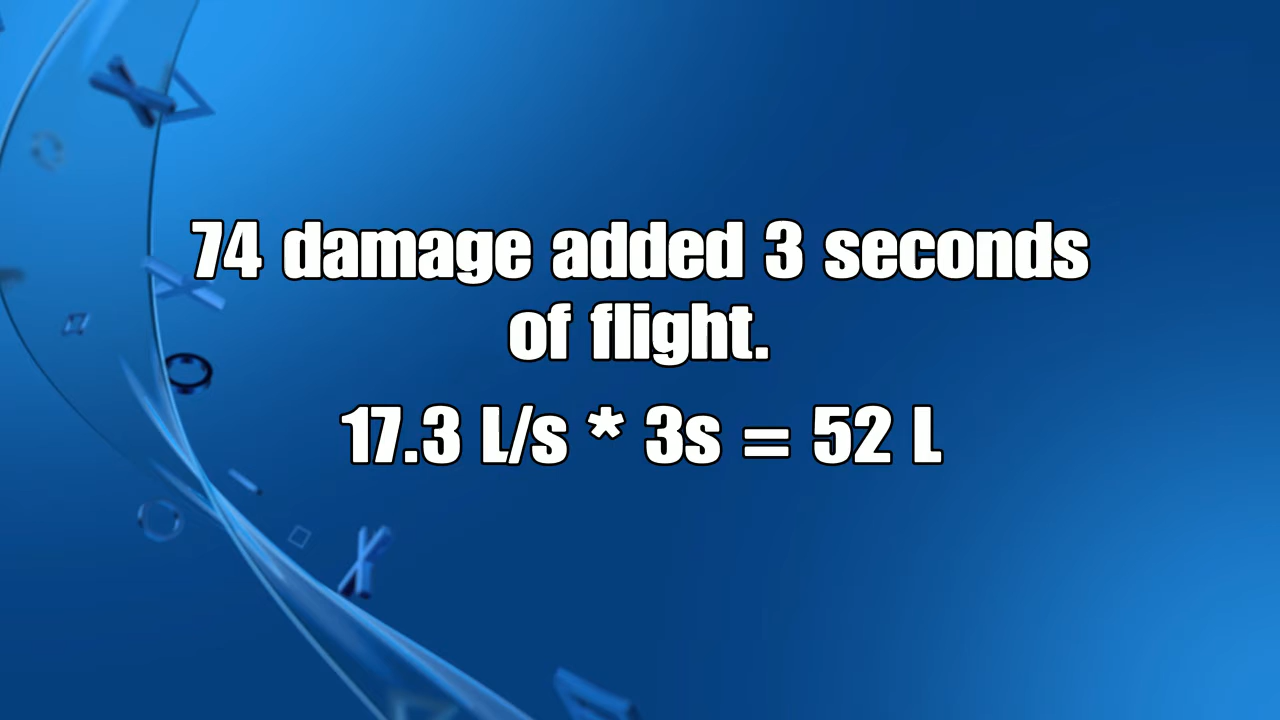 74 damage added 3 seconds
of flight.
17.3 L/s * 3s = 52 L